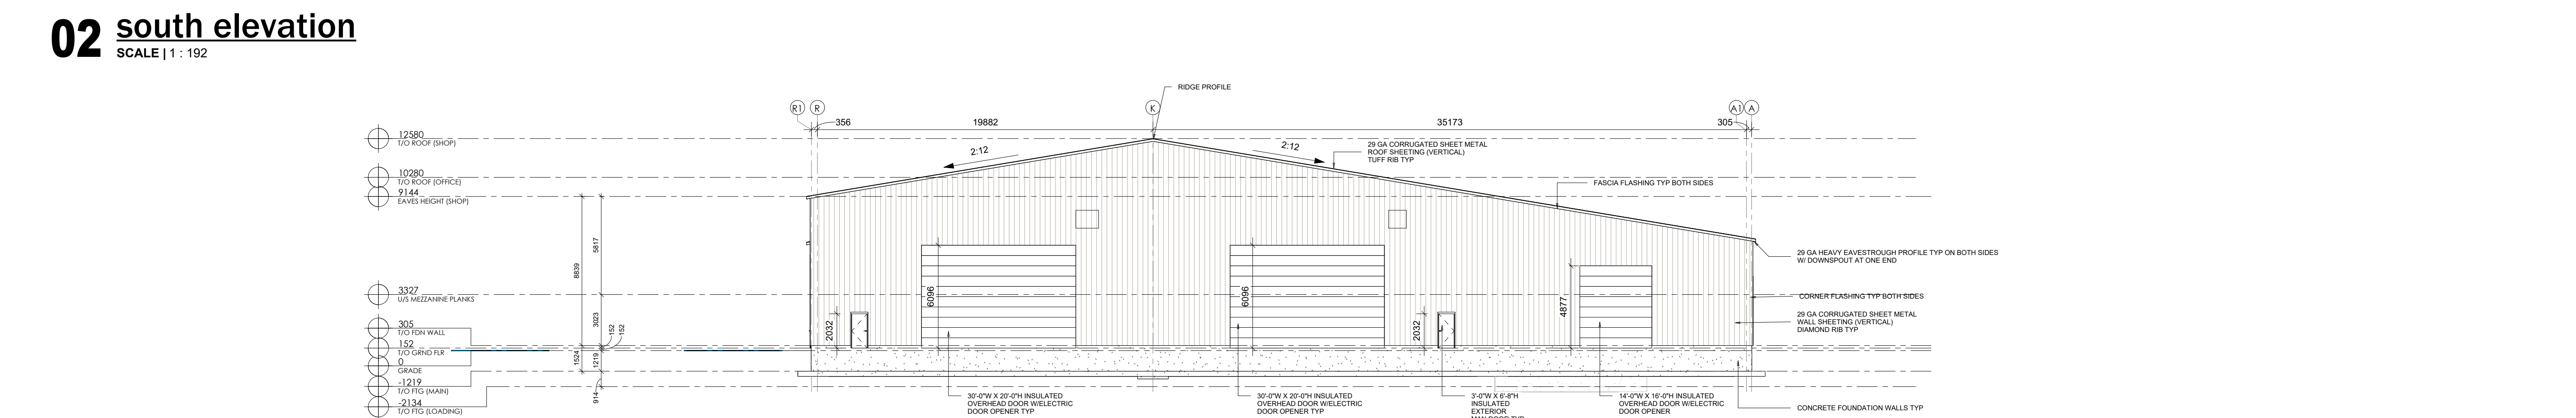 02 south elevation
SCALE | 1 : 192
RIDGE PROFILE
R1 R K A1 A
356 19882 35173 305
12580
T/O ROOF (SHOP)
2:12 2:12
29 GA CORRUGATED SHEET METAL
ROOF SHEETING (VERTICAL)
TUFF RIB TYP
10280
T/O ROOF (OFFICE)
FASCIA FLASHING TYP BOTH SIDES
9144
EAVES HEIGHT (SHOP)
5817
8839
29 GA HEAVY EAVESTROUGH PROFILE TYP ON BOTH SIDES
W/ DOWNSPOUT AT ONE END
3327
U/S MEZZANINE PLANKS
6096 6096 4877
CORNER FLASHING TYP BOTH SIDES
29 GA CORRUGATED SHEET METAL
WALL SHEETING (VERTICAL)
DIAMOND RIB TYP
305
T/O FDN WALL
3023 152 152
2032 2032
152
T/O GRND FLR
1524 1219
0
GRADE
-1219
T/O FTG (MAIN)
914
-2134
T/O FTG (LOADING)
30'-0"W X 20'-0"H INSULATED
OVERHEAD DOOR W/ELECTRIC
DOOR OPENER TYP
30'-0"W X 20'-0"H INSULATED
OVERHEAD DOOR W/ELECTRIC
DOOR OPENER TYP
3'-0"W X 6'-8"H
INSULATED
EXTERIOR
MAN DOOR TYP
14'-0"W X 16'-0"H INSULATED
OVERHEAD DOOR W/ELECTRIC
DOOR OPENER
CONCRETE FOUNDATION WALLS TYP